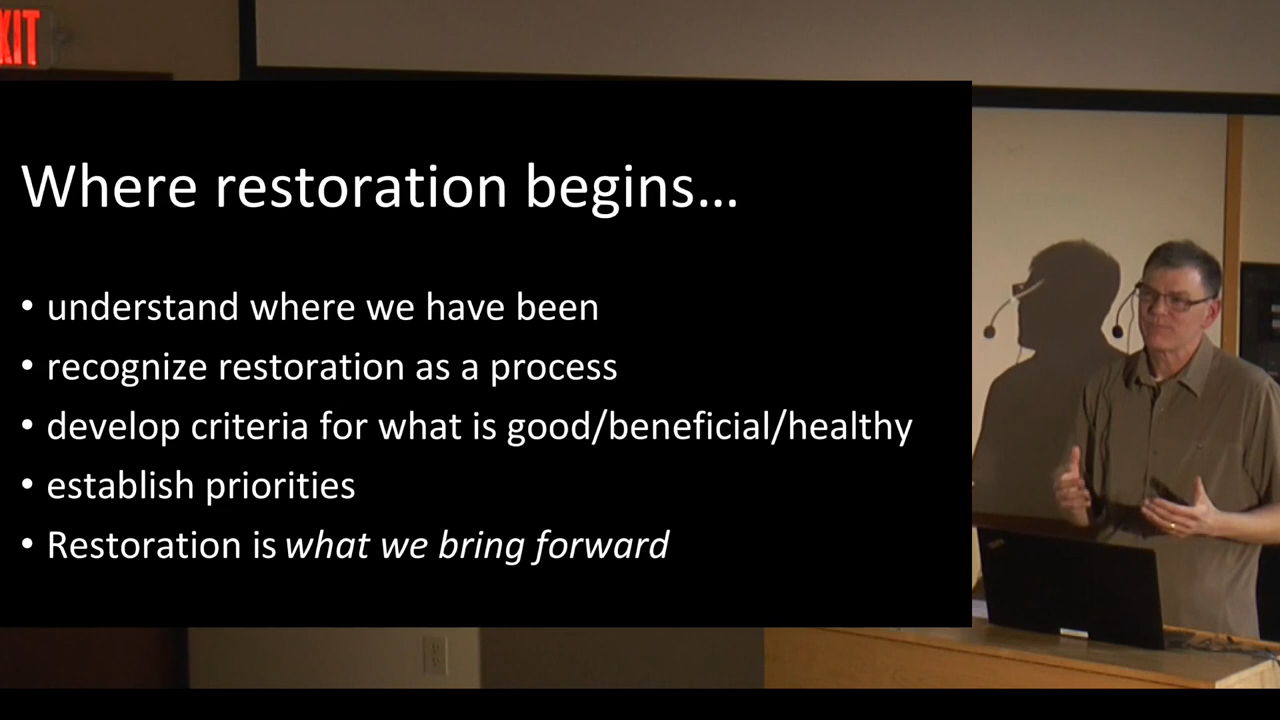 XIT
Where restoration begins…
• understand where we have been
• recognize restoration as a process
• develop criteria for what is good/beneficial/healthy
• establish priorities
• Restoration is what we bring forward